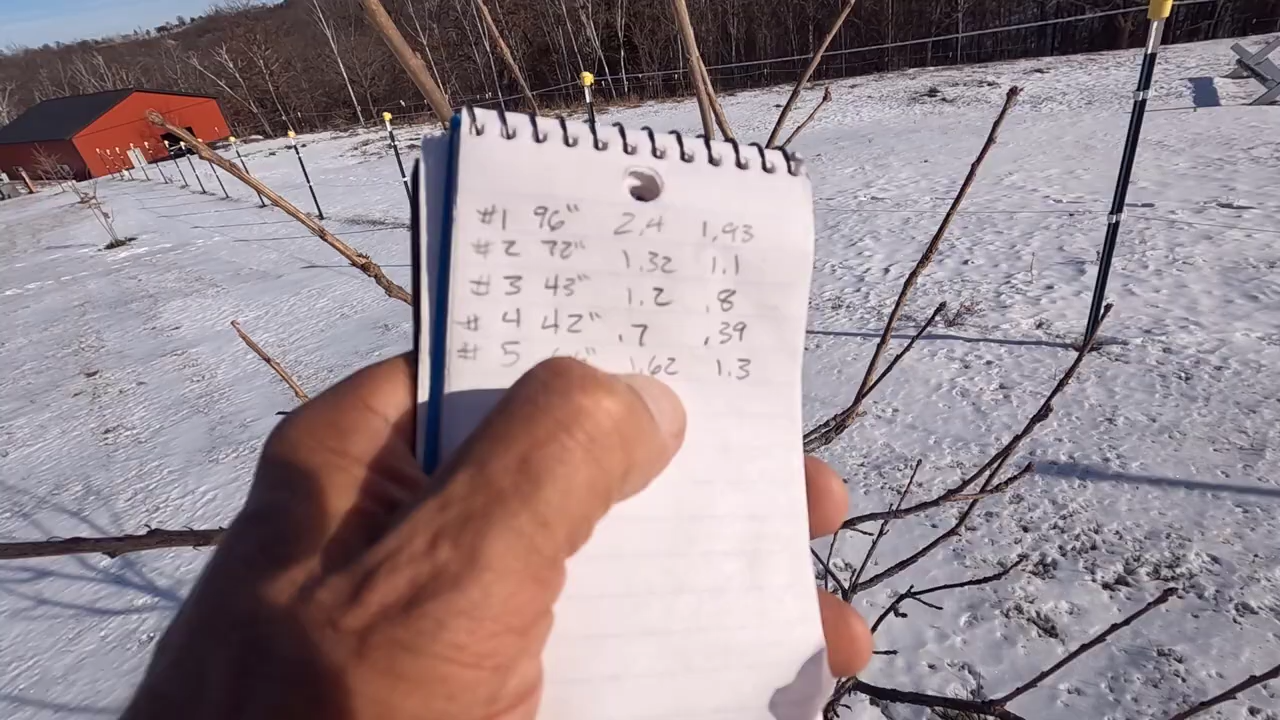 #1 96" 2.4 1.93
#2 72" 1.32 1.1
#3 43" 1.2 .8
#4 42" .7 .39
#5 1.62 1.3